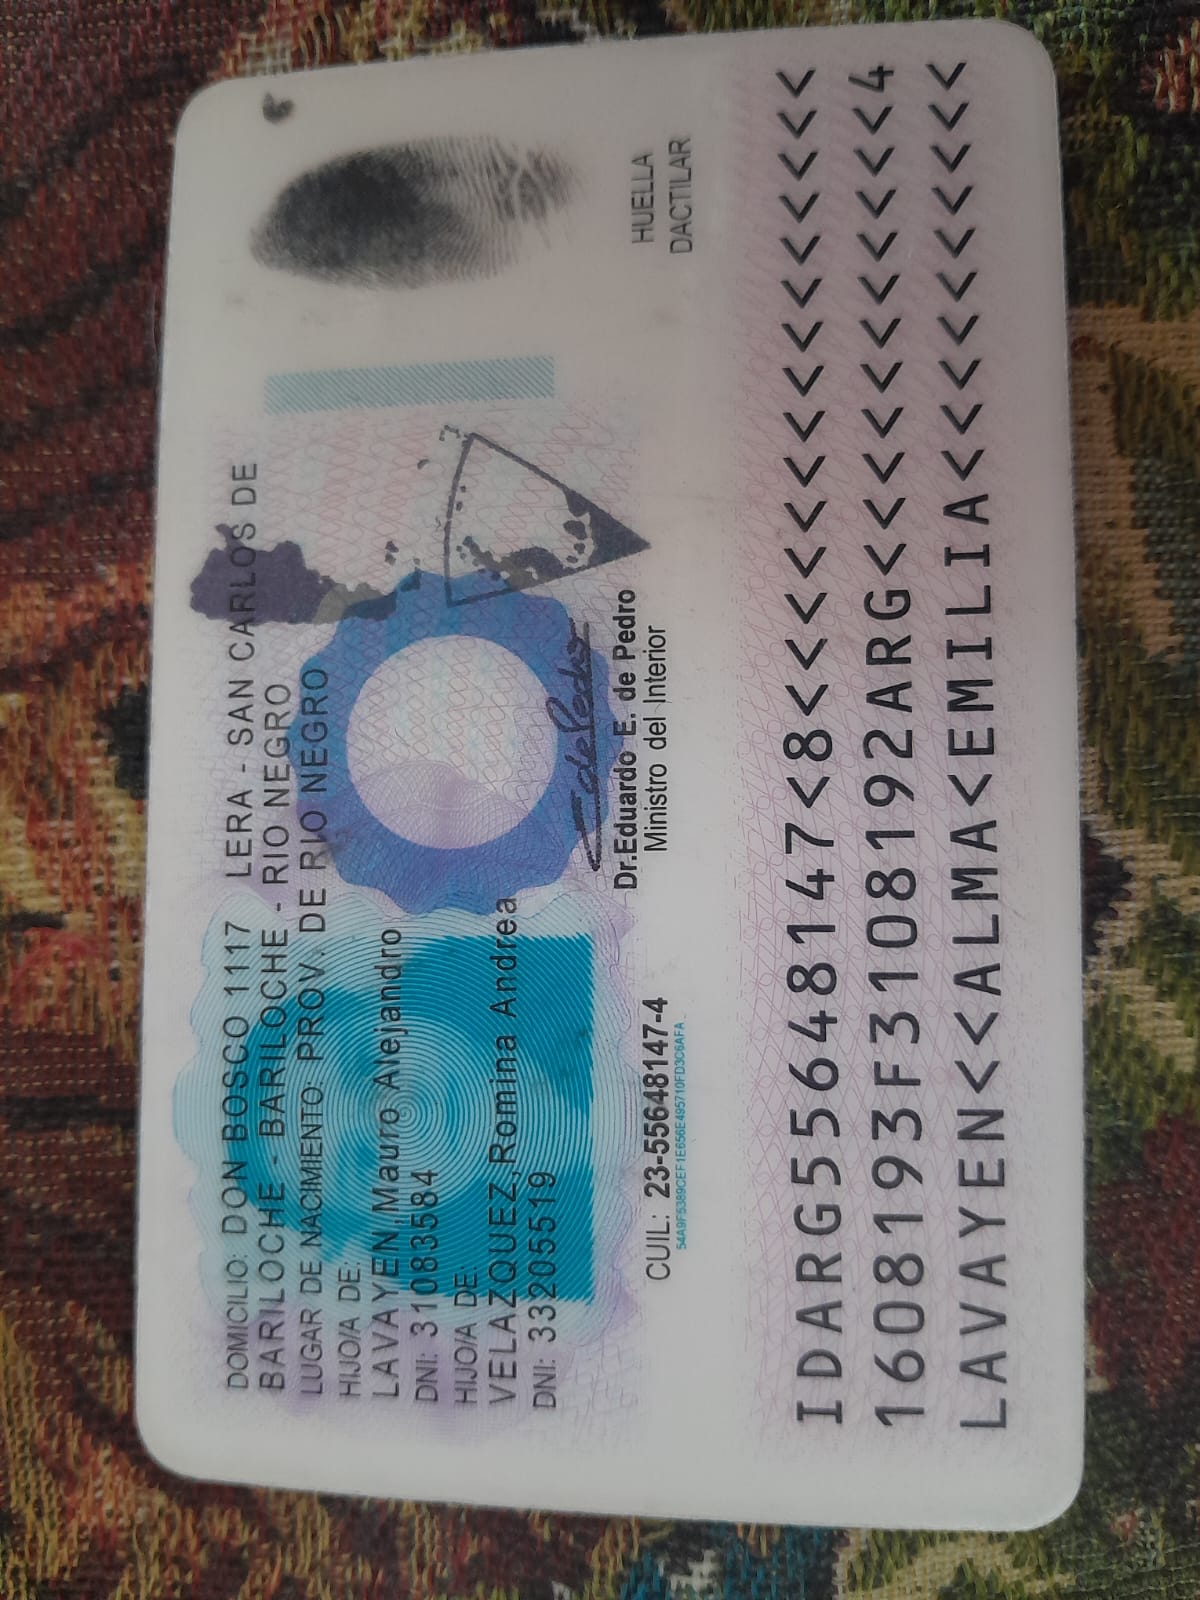 DOMICILIO: DON BOSCO 1117 LERA - SAN CARLOS DE
BARILOCHE - BARILOCHE - RIO NEGRO
LUGAR DE NACIMIENTO: PROV. DE RIO NEGRO
HIJO/A DE:
LAVAYEN,Mauro Alejandro
DNI: 31083584
HIJO/A DE:
VELAZQUEZ,Romina Andrea
DNI: 33205519
Dr.Eduardo E. de Pedro
Ministro del Interior
CUIL: 23-55648147-4
HUELLA
DACTILAR
IDARG55648147<8<<<<<<<<<<<<<<<
1608193F3108192ARG<<<<<<<<<<<4
LAVAYEN<<ALMA<EMILIA<<<<<<<<<<